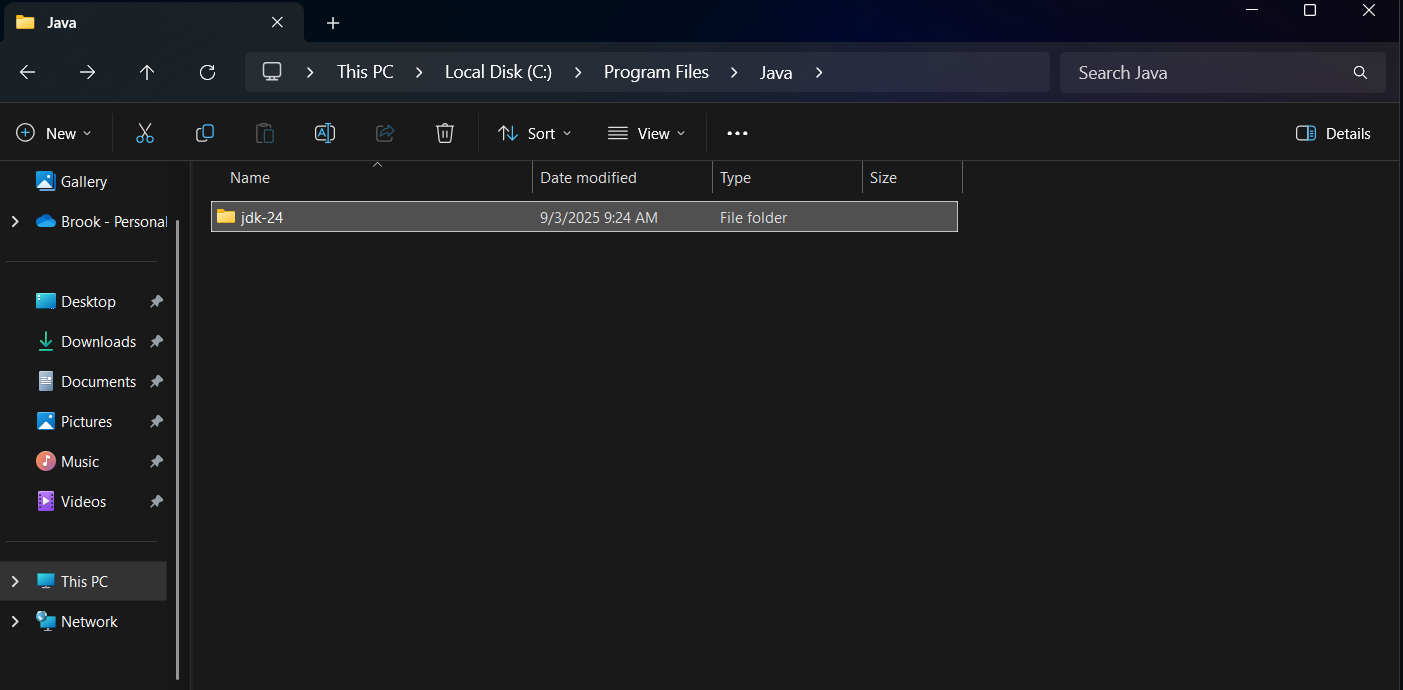 Java
This PC Local Disk (C:) Program Files Java
Search Java
New Sort View Details
Name Date modified Type Size
jdk-24 9/3/2025 9:24 AM File folder
Gallery
Brook - Personal
Desktop
Downloads
Documents
Pictures
Music
Videos
This PC
Network